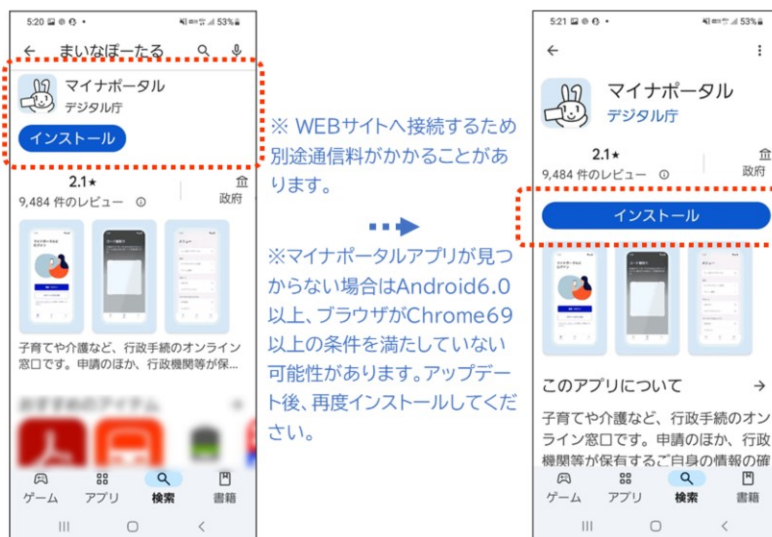 5:20
53%
まいなぽーたる
マイナポータル
デジタル庁
インストール
2.1★
9,484 件のレビュー
政府
子育てや介護など、行政手続のオンライン
窓口です。申請のほか、行政機関等が保...
ゲーム
アプリ
検索
書籍
※ WEBサイトへ接続するため
別途通信料がかかることがあ
ります。
※マイナポータルアプリが見つ
からない場合はAndroid6.0
以上、ブラウザがChrome69
以上の条件を満たしていない
可能性があります。アップデー
ト後、再度インストールしてくだ
さい。
5:21
53%
マイナポータル
デジタル庁
2.1★
9,484 件のレビュー
政府
インストール
このアプリについて
子育てや介護など、行政手続のオン
ライン窓口です。申請のほか、行政
機関等が保有するご自身の情報の確
ゲーム
アプリ
検索
書籍